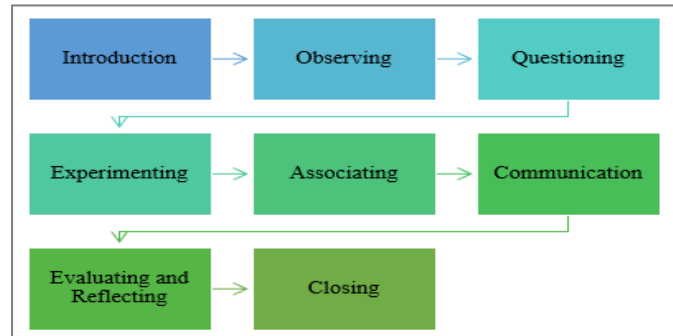 Introduction
Observing
Questioning
Experimenting
Associating
Communication
Evaluating and
Reflecting
Closing